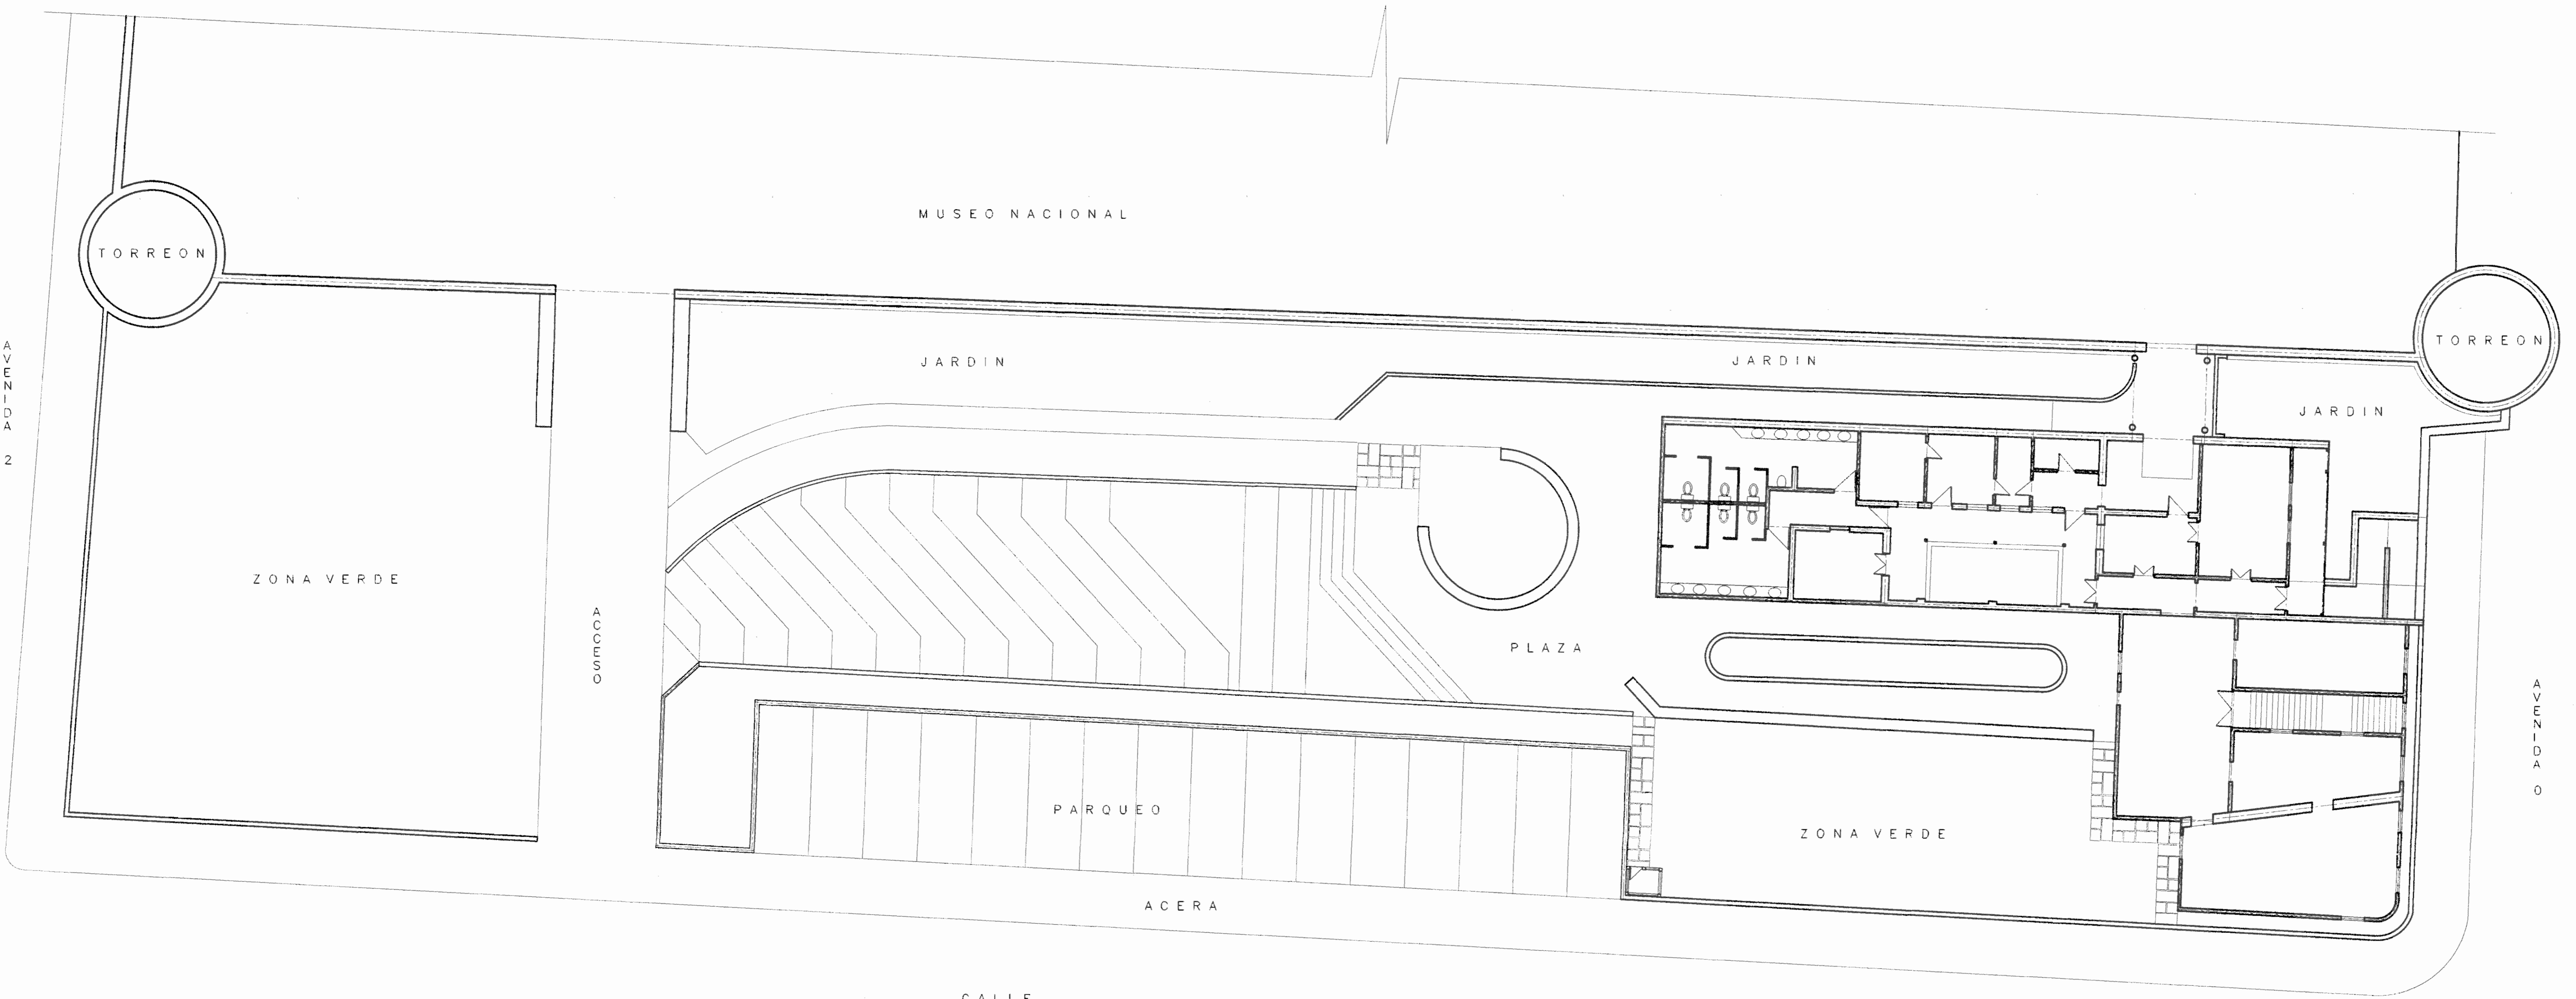 MUSEO NACIONAL
TORREON
TORREON
JARDIN
JARDIN
JARDIN
AVENIDA 2
ZONA VERDE
ACCESO
PLAZA
AVENIDA 0
PARQUEO
ZONA VERDE
ACERA
CALLE